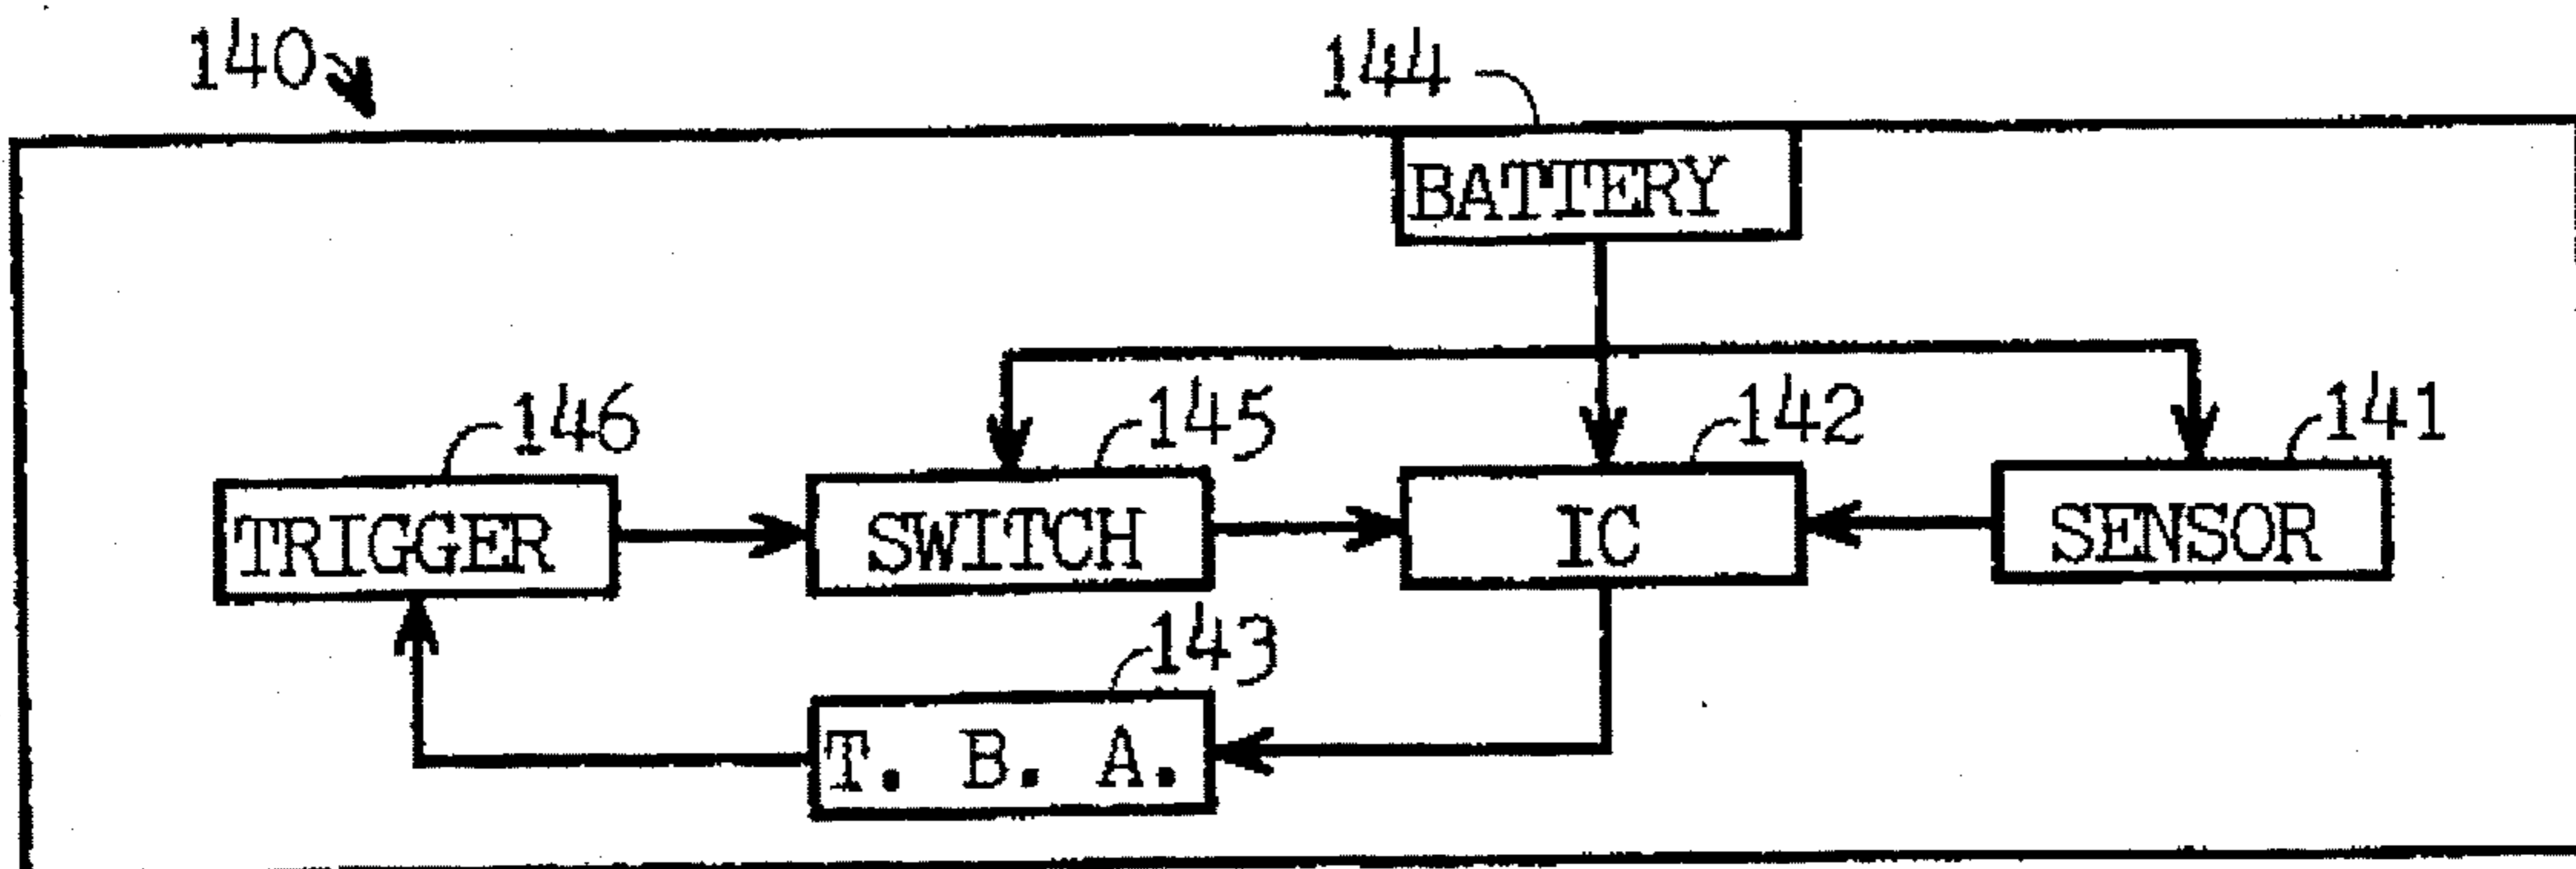 140
144
BATTERY
146
145
142
141
TRIGGER
SWITCH
IC
SENSOR
143
T. B. A.